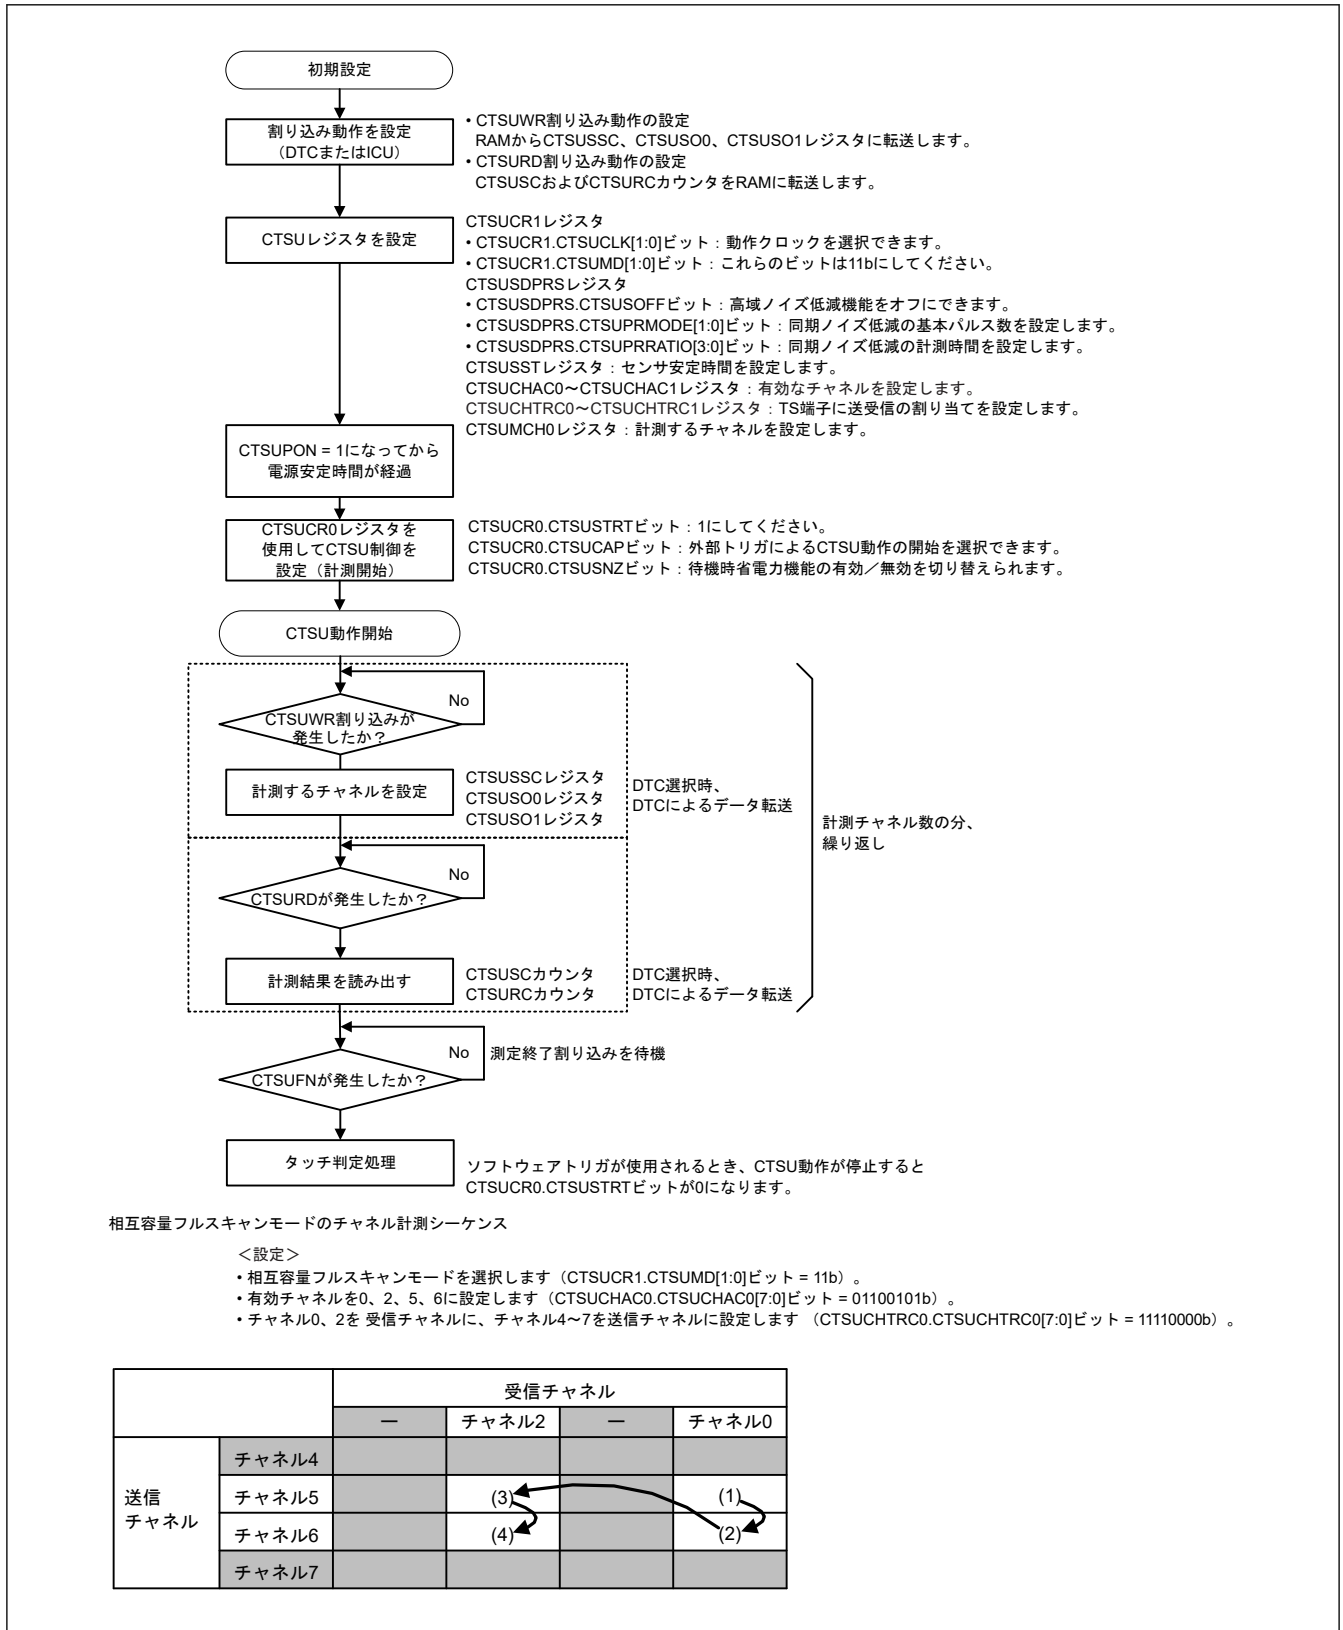 初期設定
割り込み動作を設定
（DTCまたはICU）
• CTSUWR割り込み動作の設定
RAMからCTSUSSC、CTSUSO0、CTSUSO1レジスタに転送します。
• CTSURD割り込み動作の設定
CTSUSCおよびCTSURCカウンタをRAMに転送します。
CTSUレジスタを設定
CTSUCR1レジスタ
• CTSUCR1.CTSUCLK[1:0]ビット：動作クロックを選択できます。
• CTSUCR1.CTSUMD[1:0]ビット：これらのビットは11bにしてください。
CTSUSDPRSレジスタ
• CTSUSDPRS.CTSUSOFFビット：高域ノイズ低減機能をオフにできます。
• CTSUSDPRS.CTSUPRMODE[1:0]ビット：同期ノイズ低減の基本パルス数を設定します。
• CTSUSDPRS.CTSUPRRATIO[3:0]ビット：同期ノイズ低減の計測時間を設定します。
CTSUSSTレジスタ：センサ安定時間を設定します。
CTSUCHAC0～CTSUCHAC1レジスタ：有効なチャネルを設定します。
CTSUCHTRC0～CTSUCHTRC1レジスタ：TS端子に送受信の割り当てを設定します。
CTSUMCH0レジスタ：計測するチャネルを設定します。
CTSUPON = 1になってから
電源安定時間が経過
CTSUCR0レジスタを
使用してCTSU制御を
設定（計測開始）
CTSUCR0.CTSUSTRTビット：1にしてください。
CTSUCR0.CTSUCAPビット：外部トリガによるCTSU動作の開始を選択できます。
CTSUCR0.CTSUSNZビット：待機時省電力機能の有効／無効を切り替えられます。
CTSU動作開始
No
CTSUWR割り込みが
発生したか？
計測するチャネルを設定
CTSUSSCレジスタ
CTSUSO0レジスタ
CTSUSO1レジスタ
DTC選択時、
DTCによるデータ転送
計測チャネル数の分、
繰り返し
No
CTSURDが発生したか？
計測結果を読み出す
CTSUSCカウンタ
CTSURCカウンタ
DTC選択時、
DTCによるデータ転送
No
測定終了割り込みを待機
CTSUFNが発生したか？
タッチ判定処理
ソフトウェアトリガが使用されるとき、CTSU動作が停止すると
CTSUCR0.CTSUSTRTビットが0になります。
相互容量フルスキャンモードのチャネル計測シーケンス
＜設定＞
• 相互容量フルスキャンモードを選択します（CTSUCR1.CTSUMD[1:0]ビット = 11b）。
• 有効チャネルを0、2、5、6に設定します（CTSUCHAC0.CTSUCHAC0[7:0]ビット = 01100101b）。
• チャネル0、2を 受信チャネルに、チャネル4～7を送信チャネルに設定します （CTSUCHTRC0.CTSUCHTRC0[7:0]ビット = 11110000b）。
受信チャネル
— チャネル2 — チャネル0
送信
チャネル
チャネル4
チャネル5 (3) (1)
チャネル6 (4) (2)
チャネル7